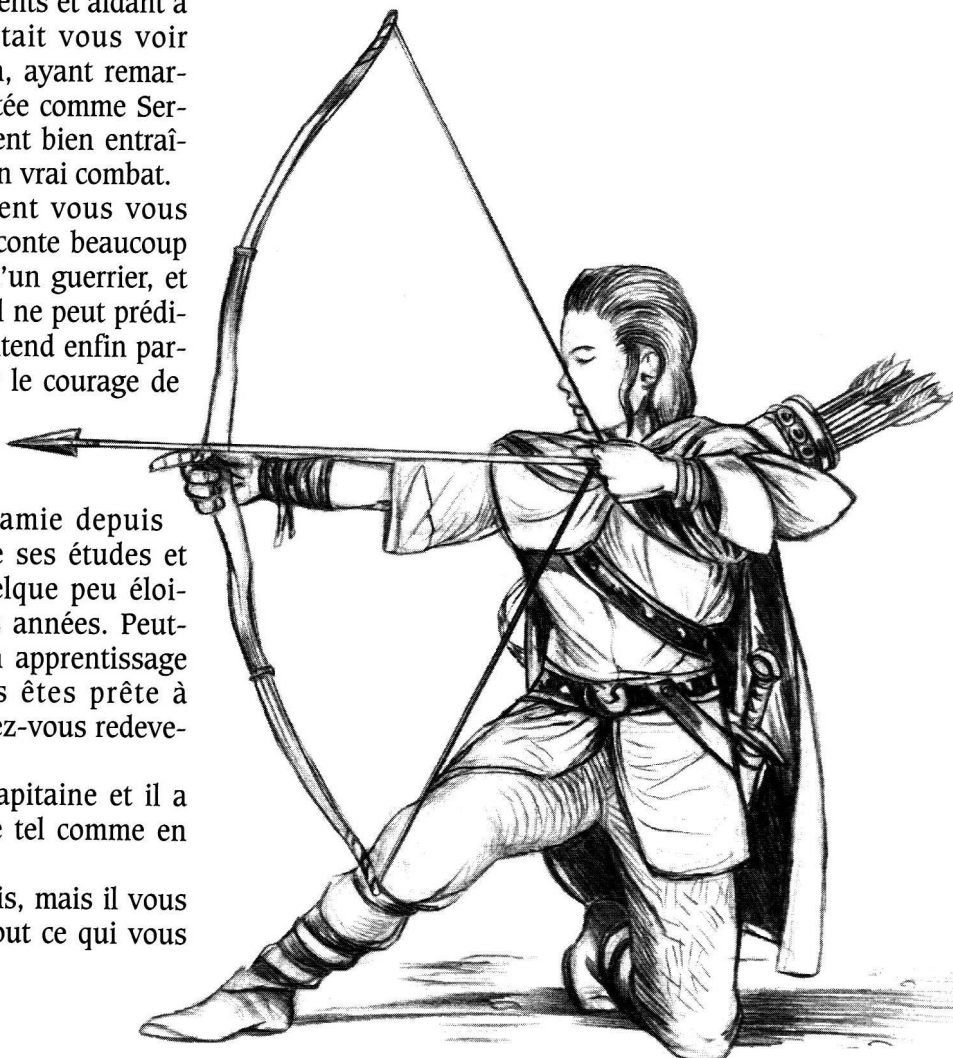 ents et aidant à
tait vous voir
, ayant remar-
tée comme Ser-
ent bien entraî-
n vrai combat.
ent vous vous
conte beaucoup
'un guerrier, et
l ne peut prédi-
tend enfin par-
le courage de
amie depuis
e ses études et
elque peu éloi-
s années. Peut-
n apprentissage
s êtes prête à
ez-vous redeve-
apitaine et il a
e tel comme en
is, mais il vous
out ce qui vous